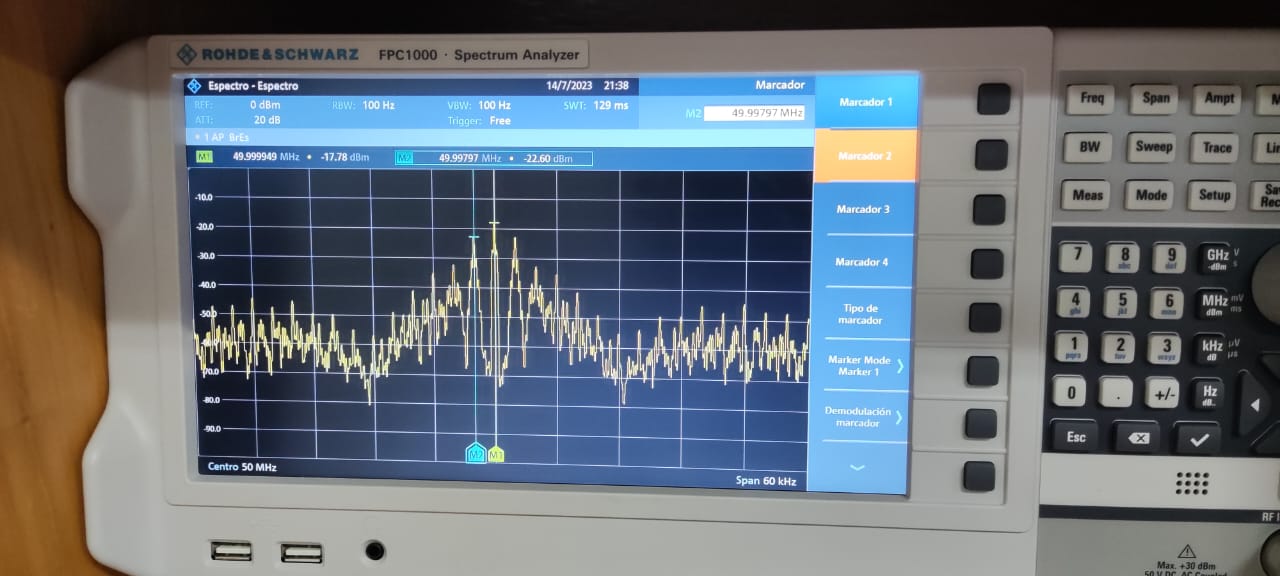 ROHDE&SCHWARZ FPC1000 · Spectrum Analyzer
Espectro - Espectro 14/7/2023 21:38 Marcador
REF: 0 dBm RBW: 100 Hz VBW: 100 Hz SWT: 129 ms
ATT: 20 dB Trigger: Free
M2 49.99797 MHz
1 AP BrEs
M1 49.999949 MHz • -17.78 dBm M2 49.99797 MHz • -22.60 dBm
-10.0
-20.0
-30.0
-40.0
-50.0
-70.0
-80.0
-90.0
M2 M1
Centro 50 MHz Span 60 kHz
Marcador 1
Marcador 2
Marcador 3
Marcador 4
Tipo de
marcador
Marker Mode
Marker 1
Demodulación
marcador
Freq Span Ampt
BW Sweep Trace
Meas Mode Setup
7 8 abc 9 def GHz -dBm V s
4 ghi 5 jkl 6 mno MHz dBm mV ms
1 pqrs 2 tuv 3 wxyz kHz dB µV µs
0 . +/- Hz dB..
Esc
RF
Max. +30 dBm
50 V DC, AC Coupled